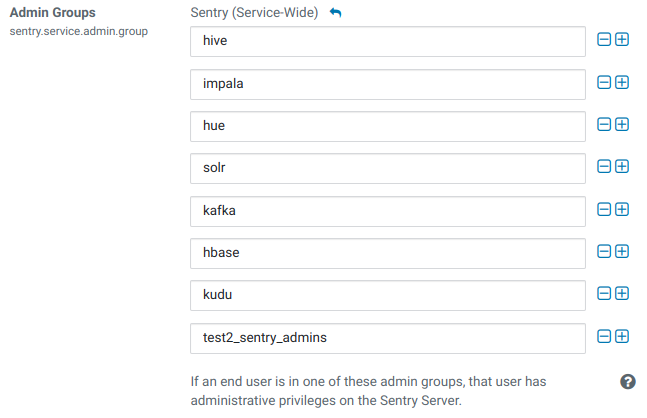 Admin Groups
sentry.service.admin.group
Sentry (Service-Wide)
hive
impala
hue
solr
kafka
hbase
kudu
test2_sentry_admins
If an end user is in one of these admin groups, that user has
administrative privileges on the Sentry Server.